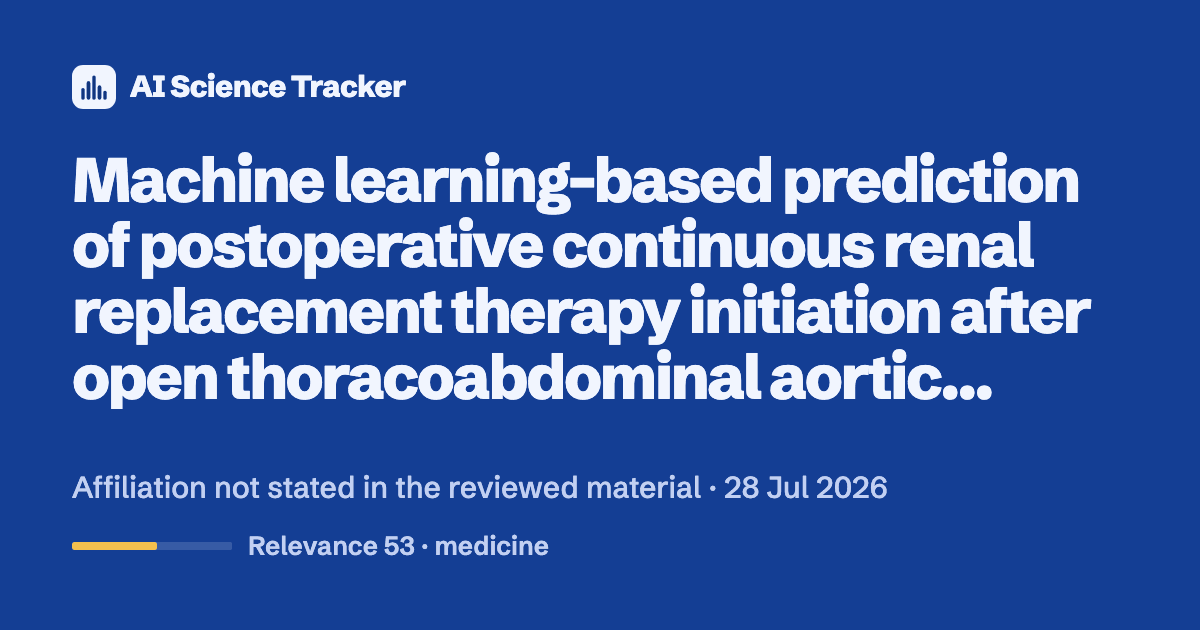 AI Science Tracker
Machine learning-based prediction
of postoperative continuous renal
replacement therapy initiation after
open thoracoabdominal aortic...
Affiliation not stated in the reviewed material · 28 Jul 2026
Relevance 53 · medicine